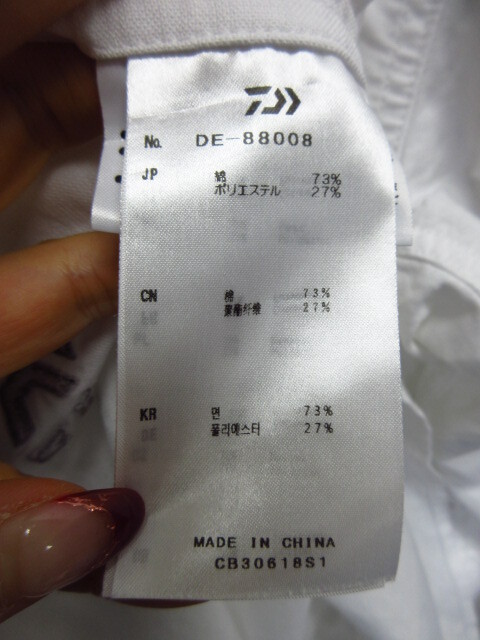 No. DE-88008
JP 綿 73%
ポリエステル 27%
CN 棉 73%
聚酯纤维 27%
KR 면 73%
폴리에스터 27%
MADE IN CHINA
CB30618S1